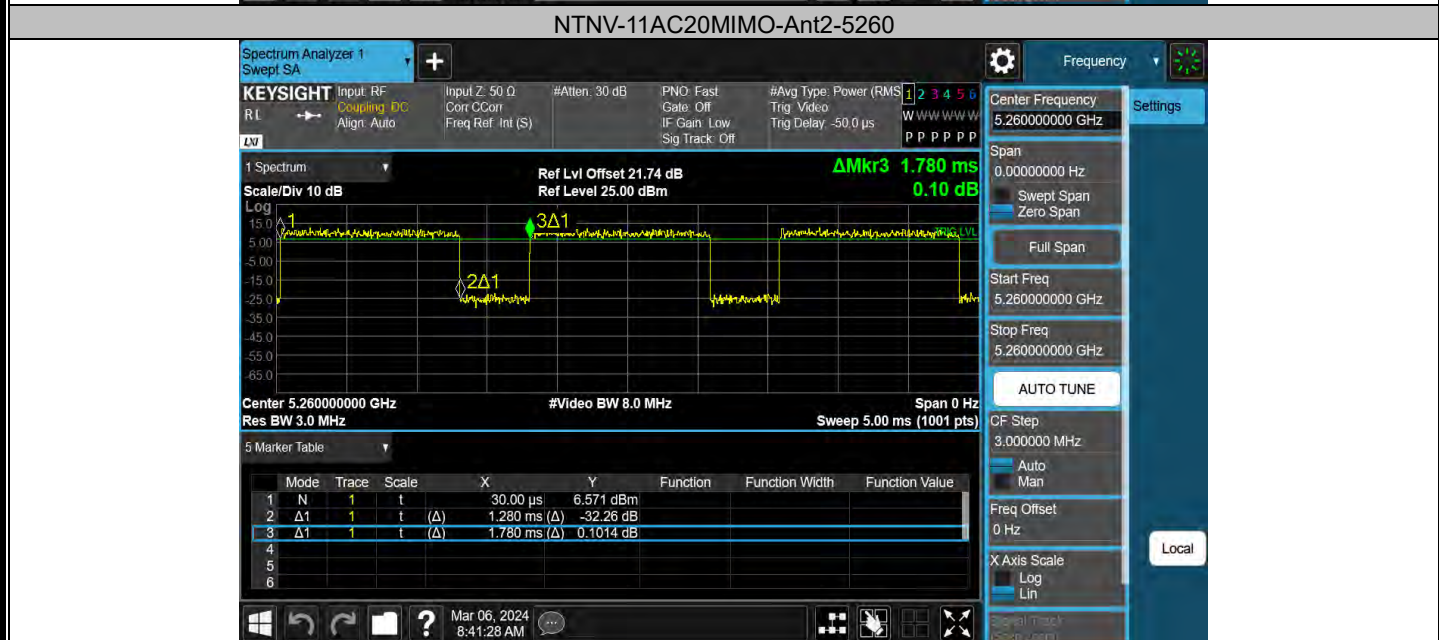 NTNV-11AC20MIMO-Ant2-5260
Spectrum Analyzer 1
Swept SA
+
Frequency
KEYSIGHT
R L
LXI
Input: RF
Coupling: DC
Align: Auto
Input Z: 50 Ω
Corr CCorr
Freq Ref: Int (S)
#Atten: 30 dB
PNO: Fast
Gate: Off
IF Gain: Low
Sig Track: Off
#Avg Type: Power (RMS
Trig: Video
Trig Delay: -50.0 µs
1 2 3 4 5 6
W W W W W W
P P P P P P
Center Frequency
5.260000000 GHz
Settings
Span
0.00000000 Hz
Swept Span
Zero Span
Full Span
Start Freq
5.260000000 GHz
Stop Freq
5.260000000 GHz
AUTO TUNE
CF Step
3.000000 MHz
Auto
Man
Freq Offset
0 Hz
X Axis Scale
Log
Lin
Signal Track
Local
1 Spectrum
Scale/Div 10 dB
Ref Lvl Offset 21.74 dB
Ref Level 25.00 dBm
ΔMkr3 1.780 ms
0.10 dB
Log
15.0
5.00
-5.00
-15.0
-25.0
-35.0
-45.0
-55.0
-65.0
1
2Δ1
3Δ1
TRIG LVL
Center 5.260000000 GHz
Res BW 3.0 MHz
#Video BW 8.0 MHz
Span 0 Hz
Sweep 5.00 ms (1001 pts)
5 Marker Table
Mode Trace Scale X Y Function Function Width Function Value
1 N 1 t 30.00 µs 6.571 dBm
2 Δ1 1 t (Δ) 1.280 ms (Δ) -32.26 dB
3 Δ1 1 t (Δ) 1.780 ms (Δ) 0.1014 dB
4
5
6
?
Mar 06, 2024
8:41:28 AM